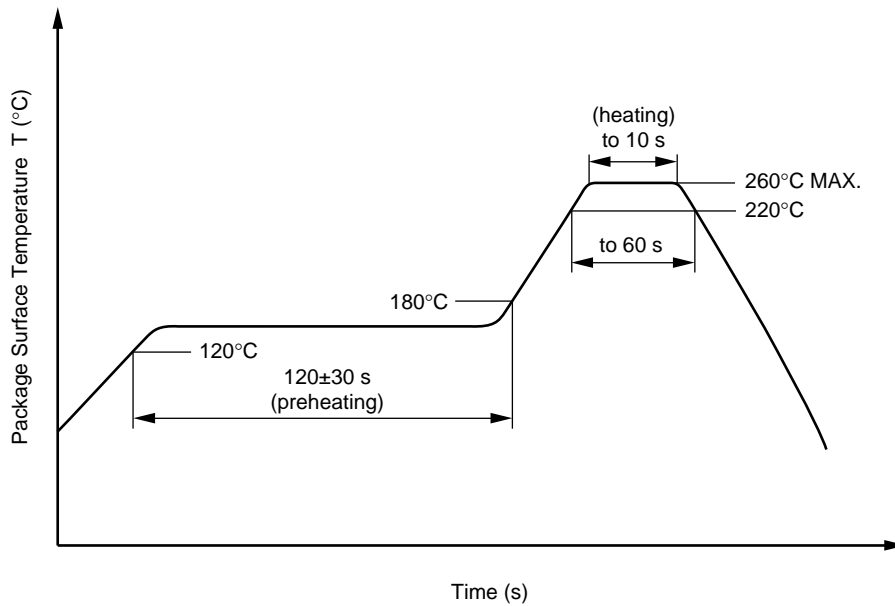 Package Surface Temperature T (°C)
(heating)
to 10 s
260°C MAX.
220°C
to 60 s
180°C
120°C
120±30 s
(preheating)
Time (s)